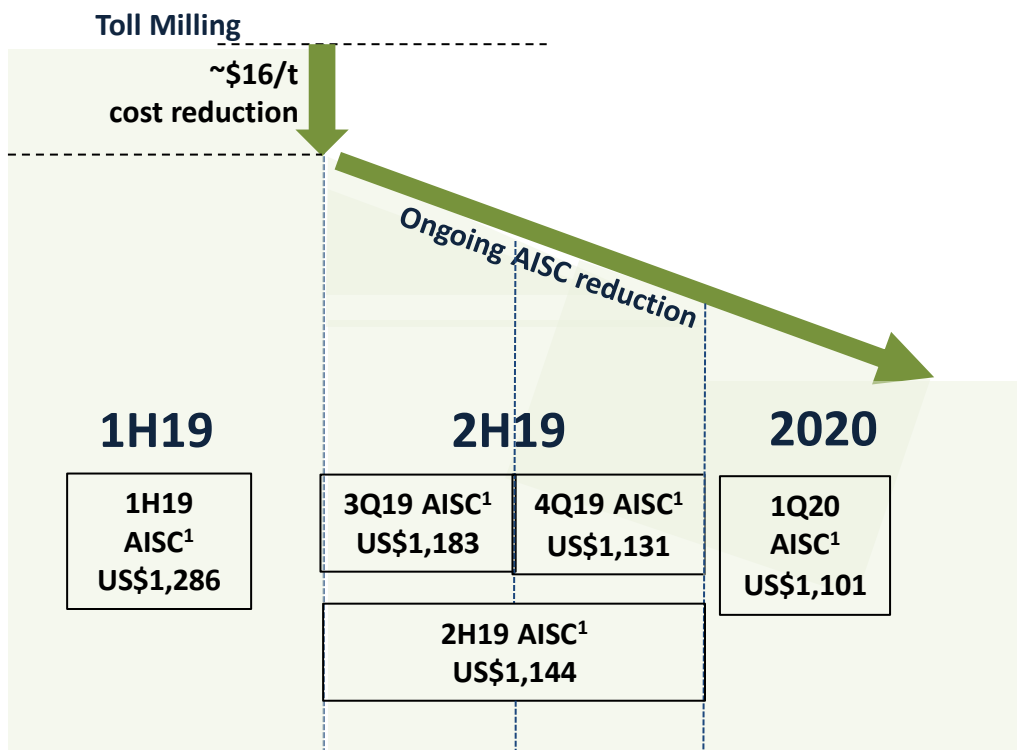 Toll Milling
~$16/t
cost reduction
Ongoing AISC reduction
1H19
2H19
2020
1H19
AISC¹
US$1,286
3Q19 AISC¹
US$1,183
4Q19 AISC¹
US$1,131
1Q20
AISC¹
US$1,101
2H19 AISC¹
US$1,144